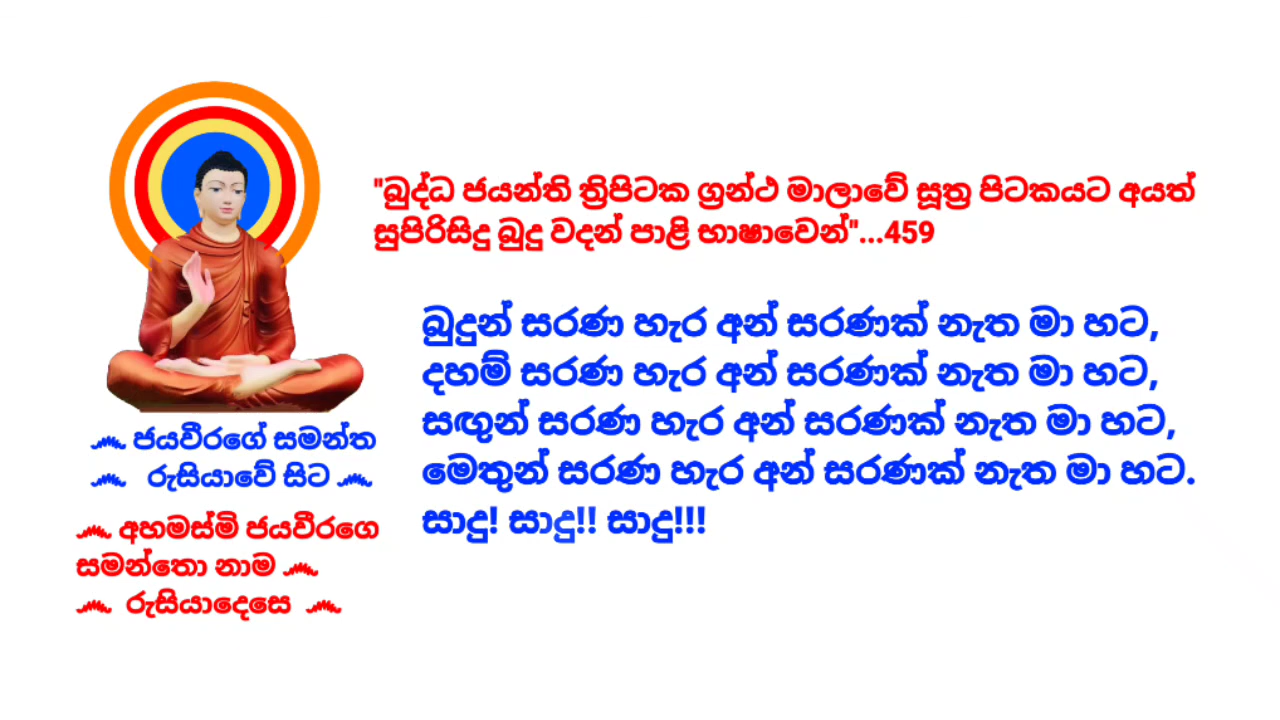 "බුද්ධ ජයන්ති ත්‍රිපිටක ග්‍රන්ථ මාලාවේ සූත්‍ර පිටකයට අයත්
සුපිරිසිදු බුදු වදන් පාළි භාෂාවෙන්"...459
බුදුන් සරණ හැර අන් සරණක් නැත මා හට,
දහම් සරණ හැර අන් සරණක් නැත මා හට,
සඟුන් සරණ හැර අන් සරණක් නැත මා හට,
මෙතුන් සරණ හැර අන් සරණක් නැත මා හට.
සාදු! සාදු!! සාදු!!!
෴ ජයවීරගේ සමන්ත
෴ රුසියාවේ සිට ෴
෴ අහමස්මි ජයවීරගෙ
සමන්තො නාම ෴
෴ රුසියාදෙසෙ ෴